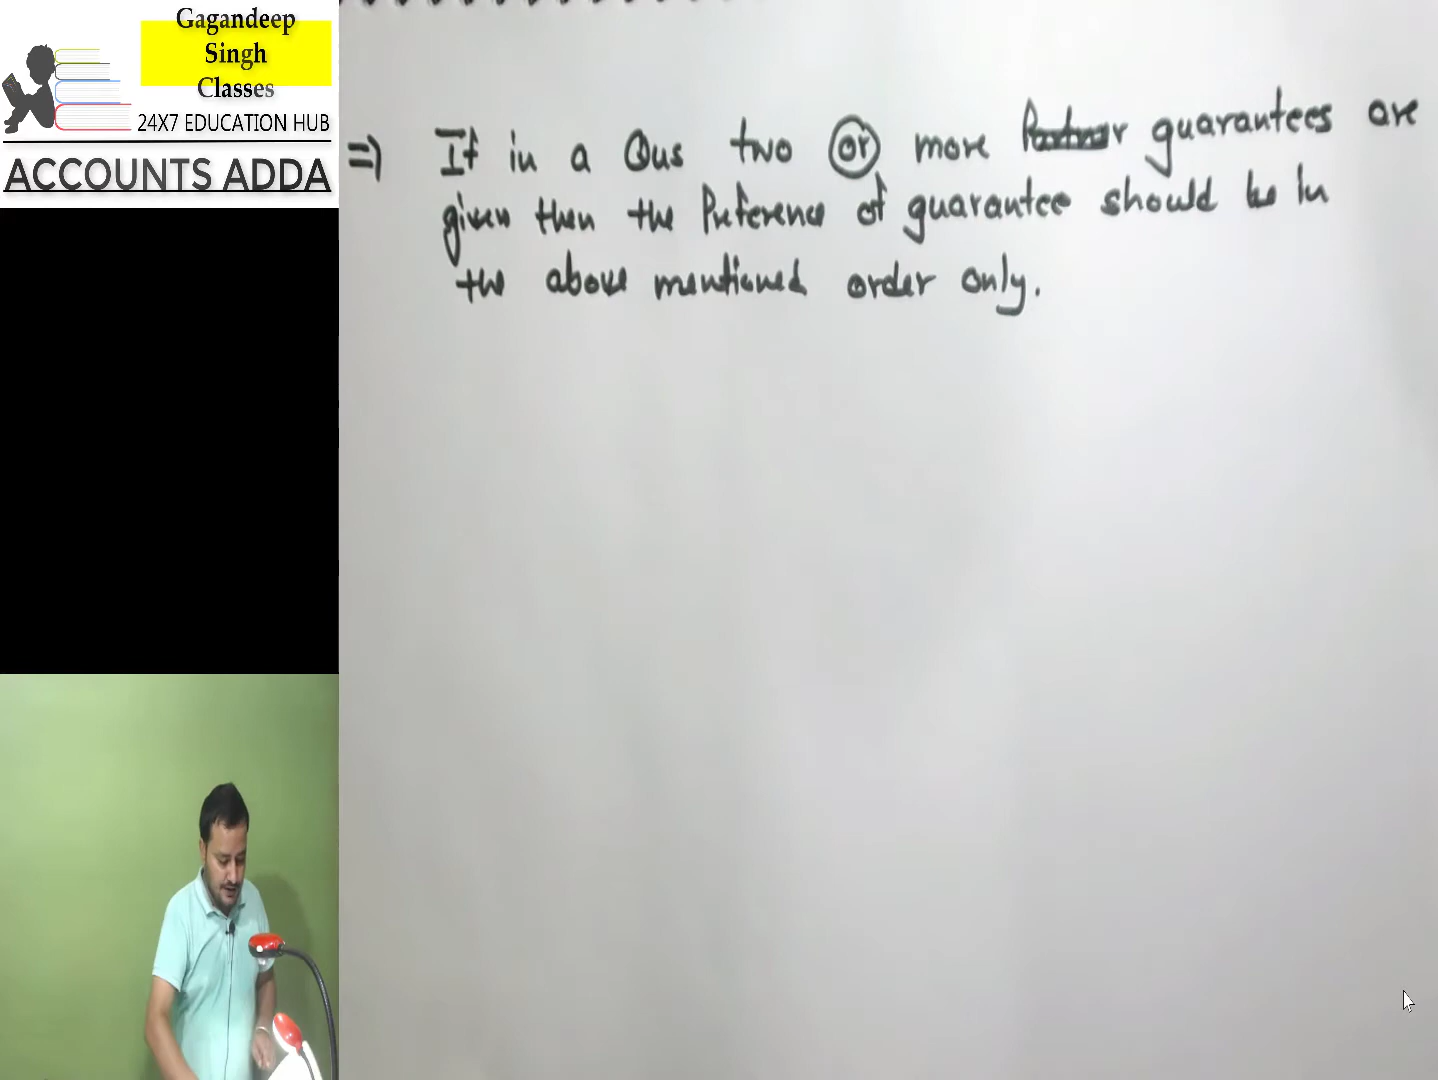 Gagandeep
Singh
Classes
24X7 EDUCATION HUB
ACCOUNTS ADDA
=> If in a Qus two or more guarantees are
given then the Preference of guarantee should be in
the above mentioned order only.